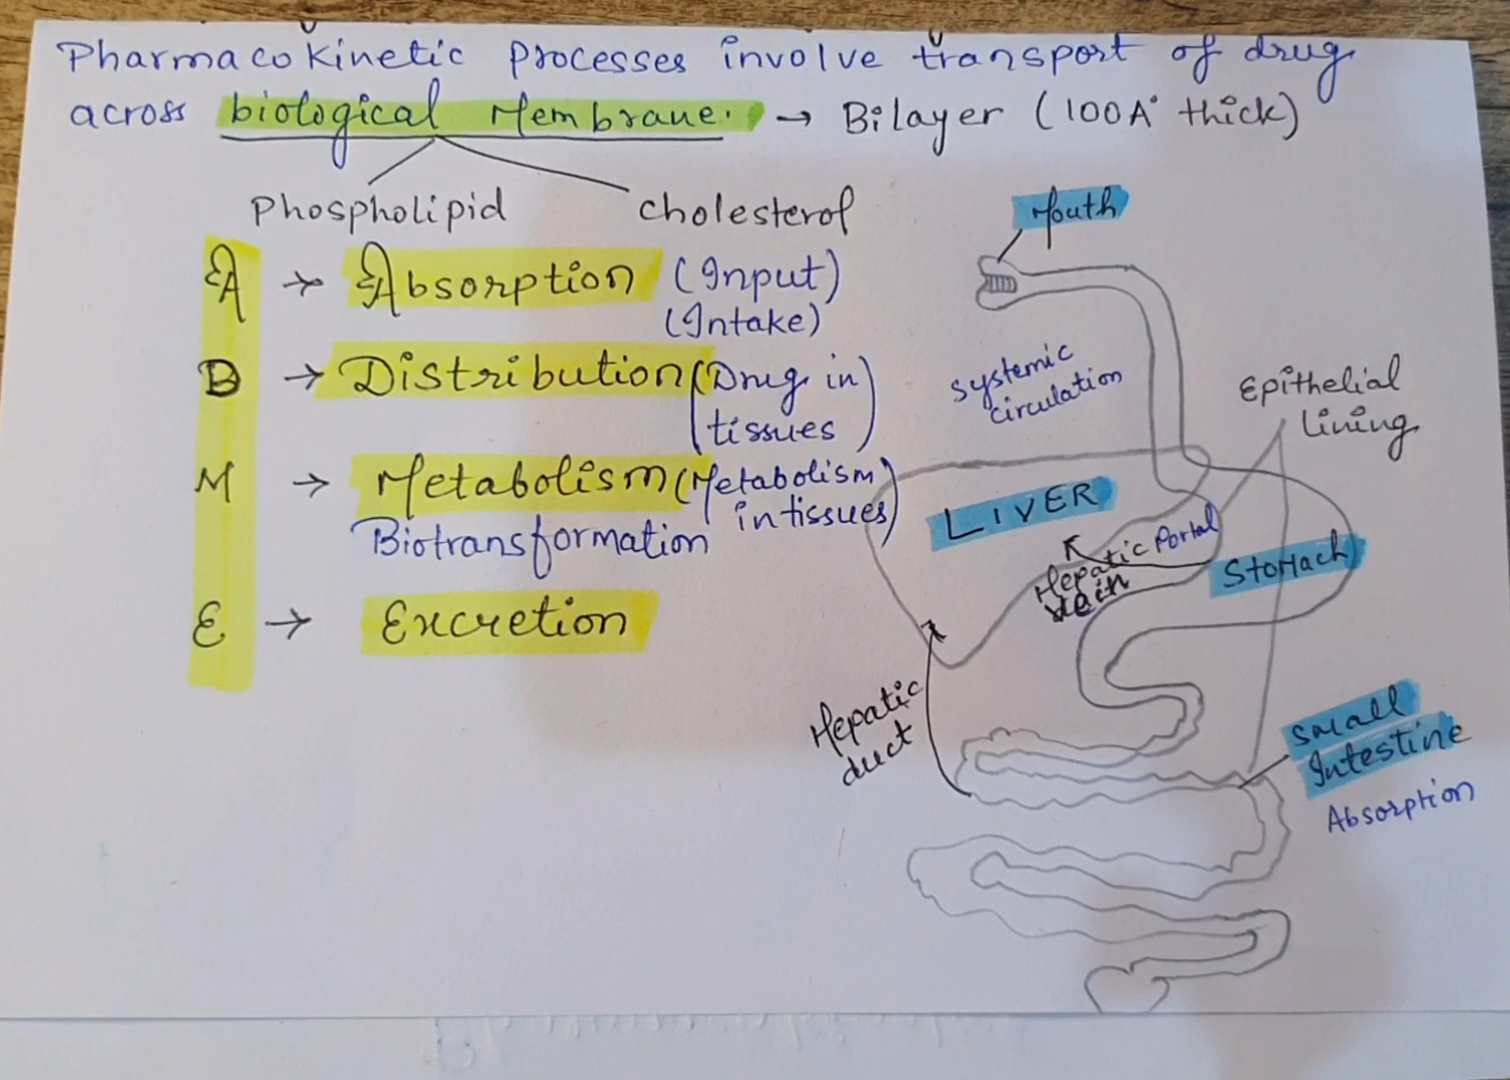 Pharmacokinetic Processes involve transport of drug
across biological Membrane. → Bilayer (100A° thick)
Phospholipid
cholesterol
A → Absorption (Input)
(Intake)
D → Distribution (Drug in
tissues)
M → Metabolism (Metabolism
in tissues)
Biotransformation
E → Excretion
Mouth
systemic
circulation
Epithelial
lining
LIVER
Hepatic Portal
vein
Stomach
Hepatic
duct
Small
Intestine
Absorption